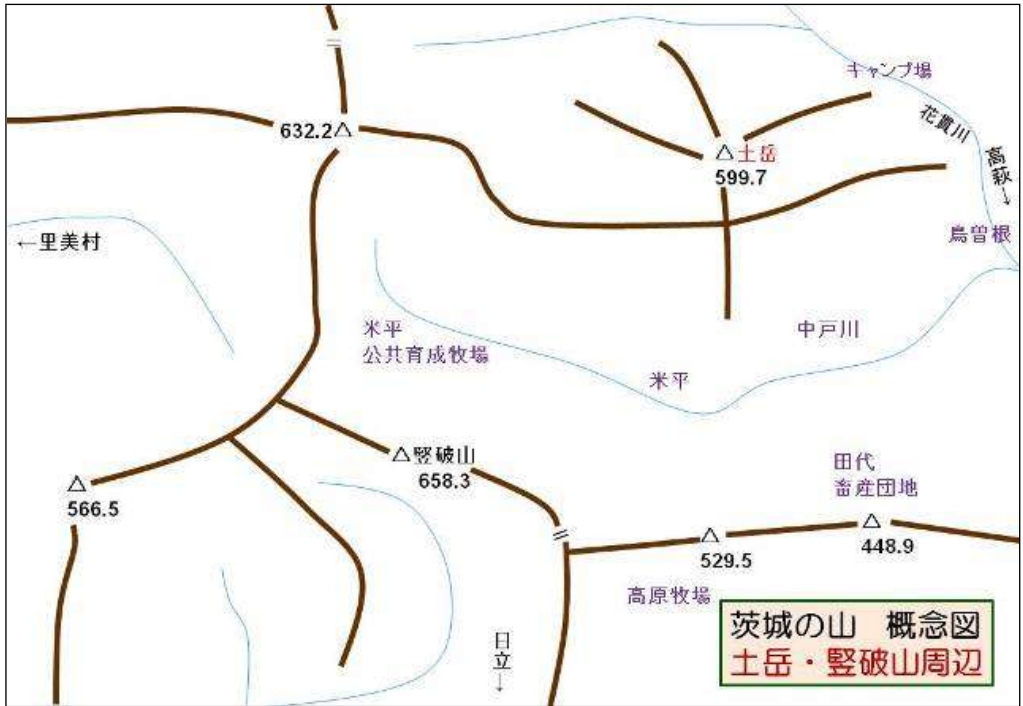 キャンプ場
花貫川
632.2△
△土岳
599.7
高萩→
←里美村
鳥曽根
米平
公共育成牧場
中戸川
米平
△竪破山
658.3
田代
畜産団地
△
566.5
△
529.5
△
448.9
高原牧場
日立→
茨城の山 概念図
土岳・竪破山周辺